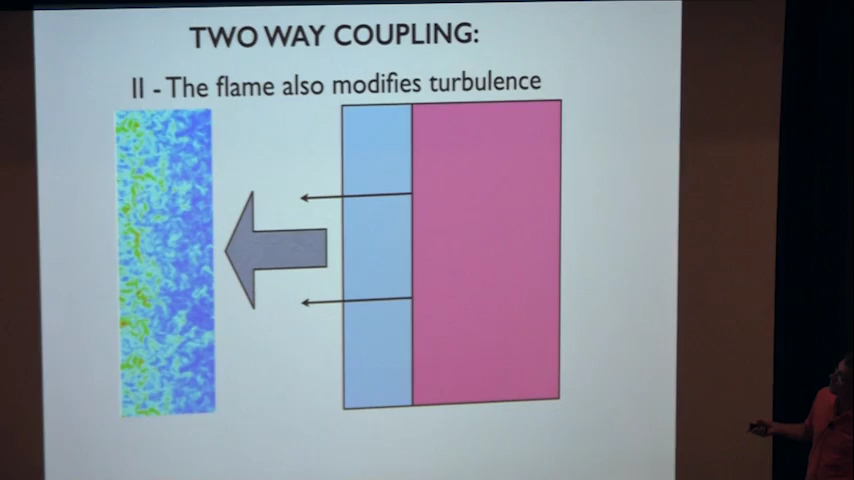 TWO WAY COUPLING:
II - The flame also modifies turbulence